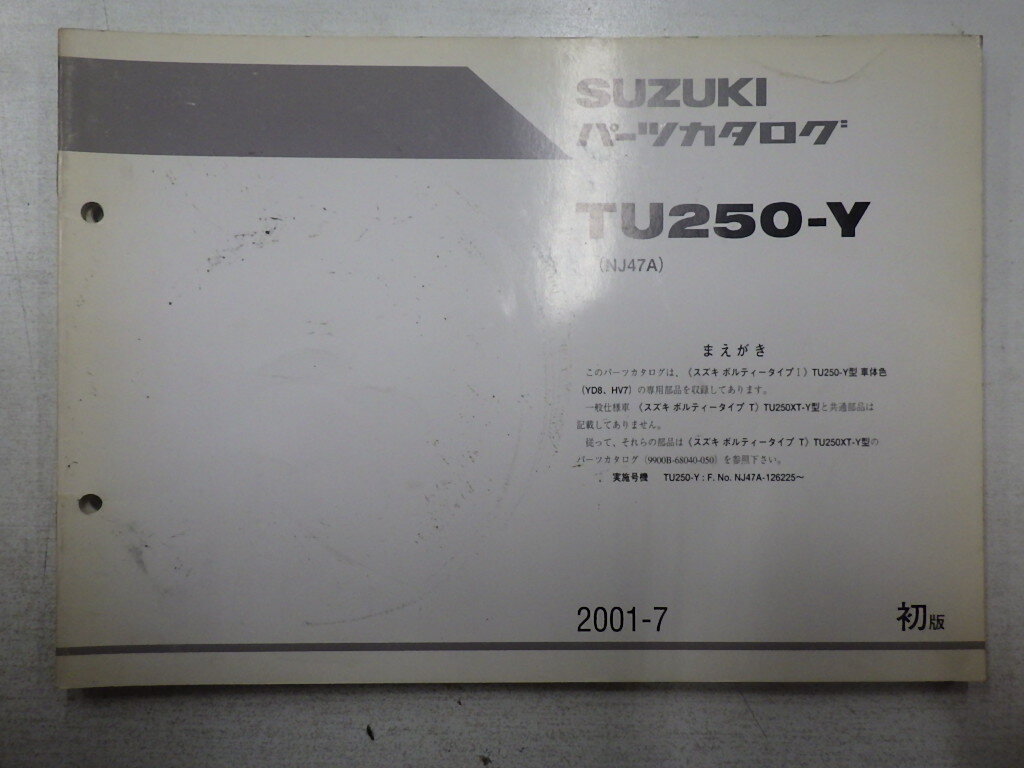 SUZUKI
パーツカタログ
TU250-Y
(NJ47A)
まえがき
このパーツカタログは、《スズキ ボルティータイプⅠ》TU250-Y型 車体色
(YD8、HV7) の専用部品を収録してあります。
一般仕様車 《スズキ ボルティータイプ T》TU250XT-Y型と共通部品は
記載してありません。
従って、それらの部品は《スズキ ボルティータイプ T》TU250XT-Y型の
パーツカタログ (9900B-68040-050) を参照下さい。
実施号機 TU250-Y : F. No. NJ47A-126225～
2001-7
初版